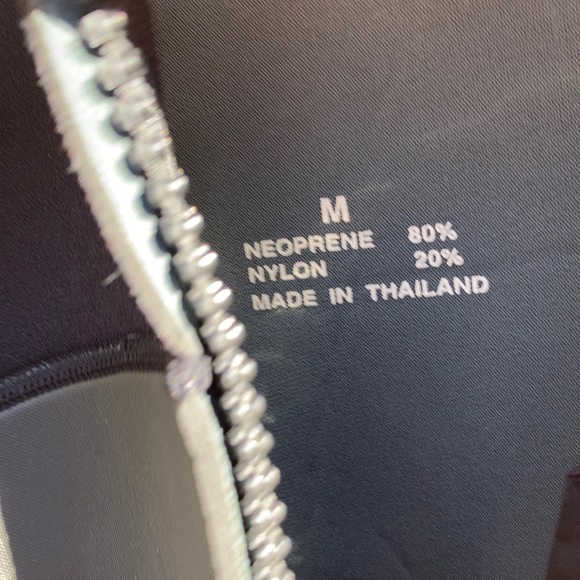 M
NEOPRENE 80%
NYLON 20%
MADE IN THAILAND